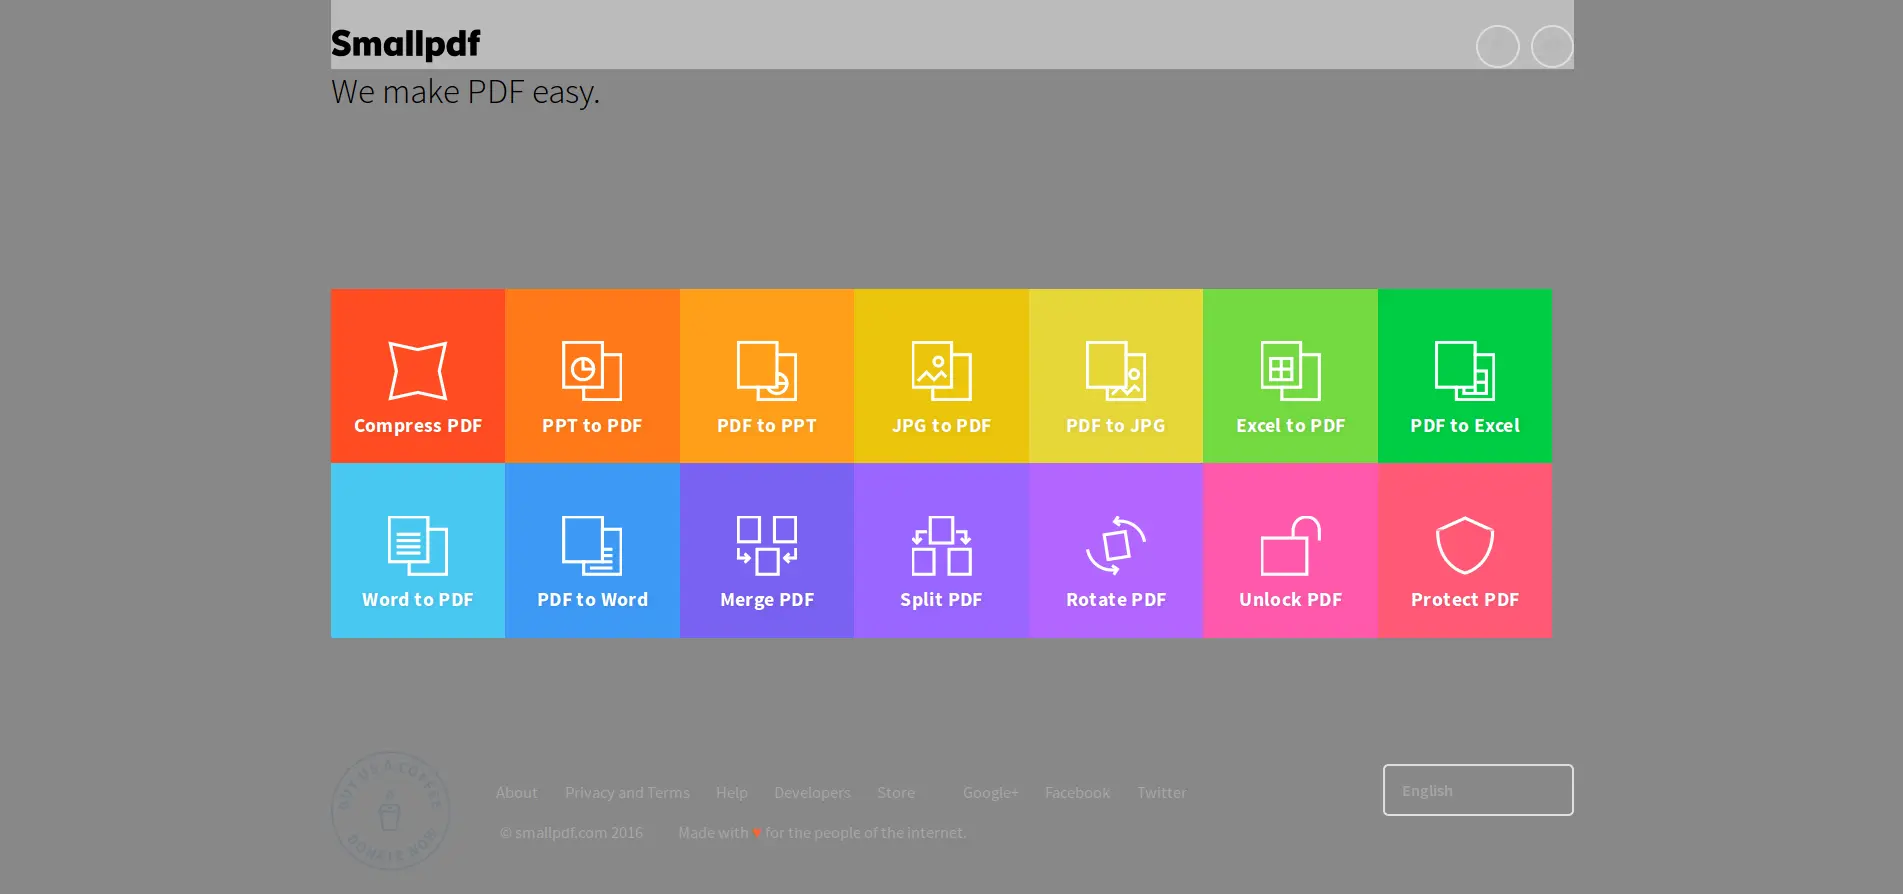 Smallpdf
We make PDF easy.
Compress PDF
PPT to PDF
PDF to PPT
JPG to PDF
PDF to JPG
Excel to PDF
PDF to Excel
Word to PDF
PDF to Word
Merge PDF
Split PDF
Rotate PDF
Unlock PDF
Protect PDF
BUY US A COFFEE
DONATE NOW
About Privacy and Terms Help Developers Store Google+ Facebook Twitter
English
© smallpdf.com 2016 Made with ♥ for the people of the internet.